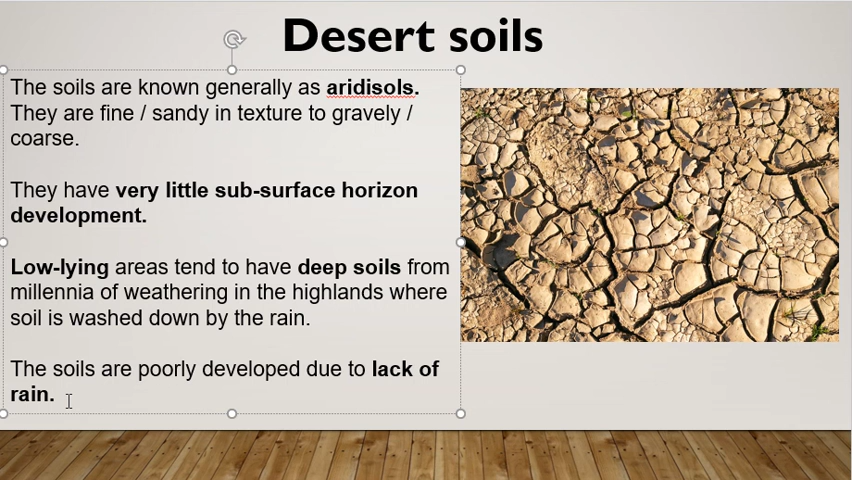 Desert soils
The soils are known generally as aridisols.
They are fine / sandy in texture to gravely /
coarse.
They have very little sub-surface horizon
development.
Low-lying areas tend to have deep soils from
millennia of weathering in the highlands where
soil is washed down by the rain.
The soils are poorly developed due to lack of
rain.